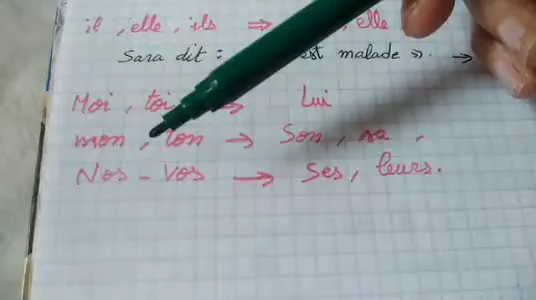 il, elle, ils ⇒ , elle
Sara dit : est malade ». →
Moi, toi → Lui
mon, ton → Son, sa,
Nos - Vos → Ses, leurs.